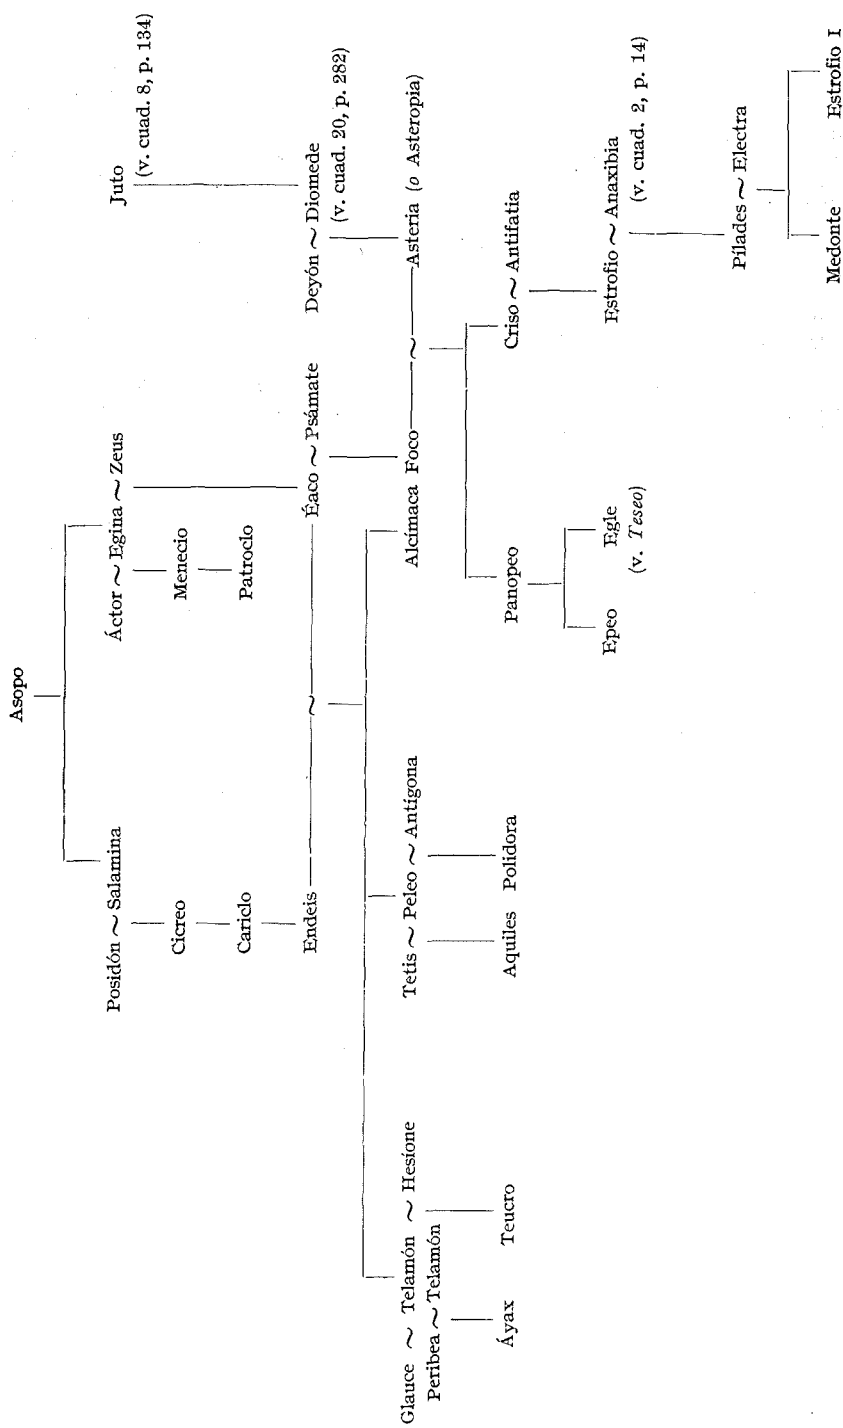 Asopo
Posidón ~ Salamina
Áctor ~ Egina ~ Zeus
Juto
(v. cuad. 8, p. 134)
Cicreo
Menecio
Cariclo
Patroclo
Endeis
~
Éaco ~ Psámate
Deyón ~ Diomede
(v. cuad. 20, p. 282)
Glauce ~ Telamón ~ Hesíone
Peribea ~ Telamón
Tetis ~ Peleo ~ Antígona
Alcímaca
Foco
~
Asteria (o Asteropia)
Áyax
Teucro
Aquiles
Polidora
Panopeo
Criso ~ Antifatia
Epeo
Egle
(v. Teseo)
Estrofio ~ Anaxibia
(v. cuad. 2, p. 14)
Pílades ~ Electra
Medonte
Estrofio I